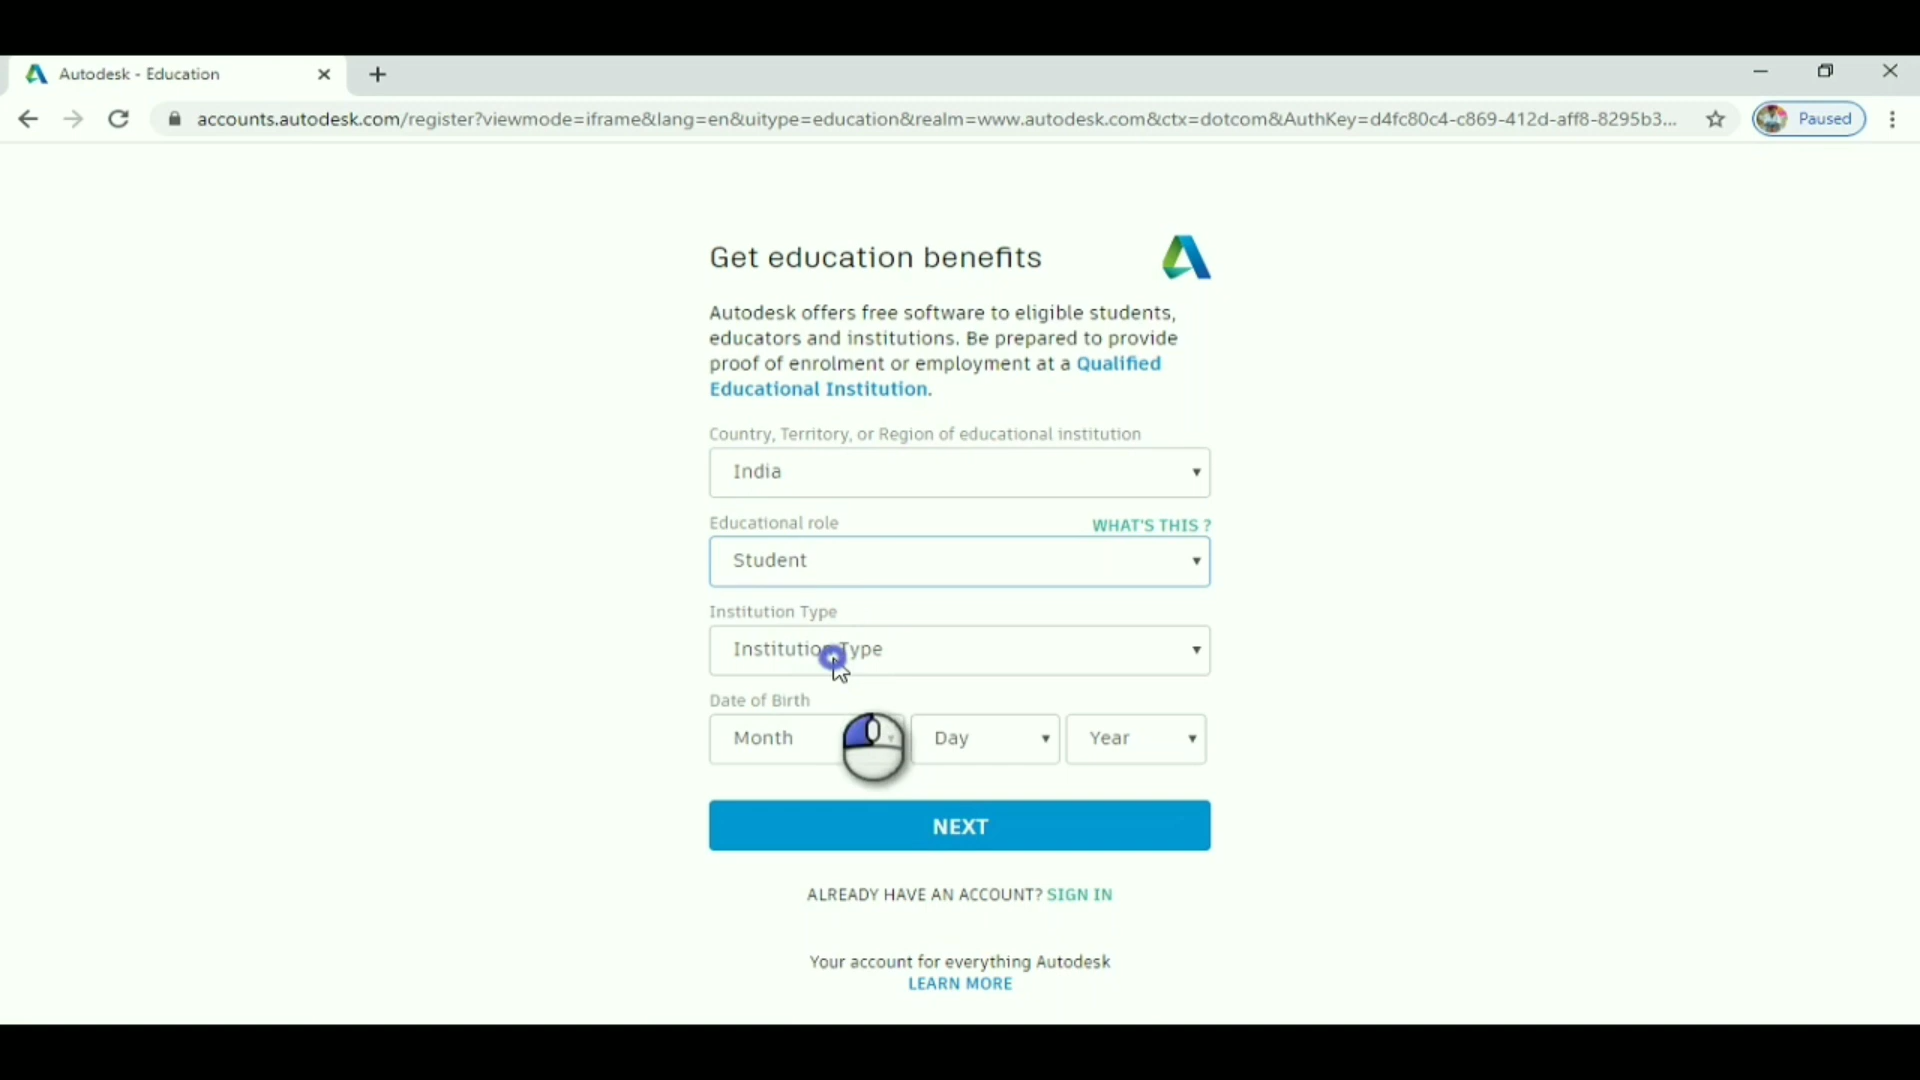 Autodesk - Education
accounts.autodesk.com/register?viewmode=iframe&lang=en&uitype=education&realm=www.autodesk.com&ctx=dotcom&AuthKey=d4fc80c4-c869-412d-aff8-8295b3...
Paused
Get education benefits
Autodesk offers free software to eligible students,
educators and institutions. Be prepared to provide
proof of enrolment or employment at a Qualified
Educational Institution.
Country, Territory, or Region of educational institution
India
Educational role WHAT'S THIS ?
Student
Institution Type
Institution Type
Date of Birth
Month Day Year
NEXT
ALREADY HAVE AN ACCOUNT? SIGN IN
Your account for everything Autodesk
LEARN MORE